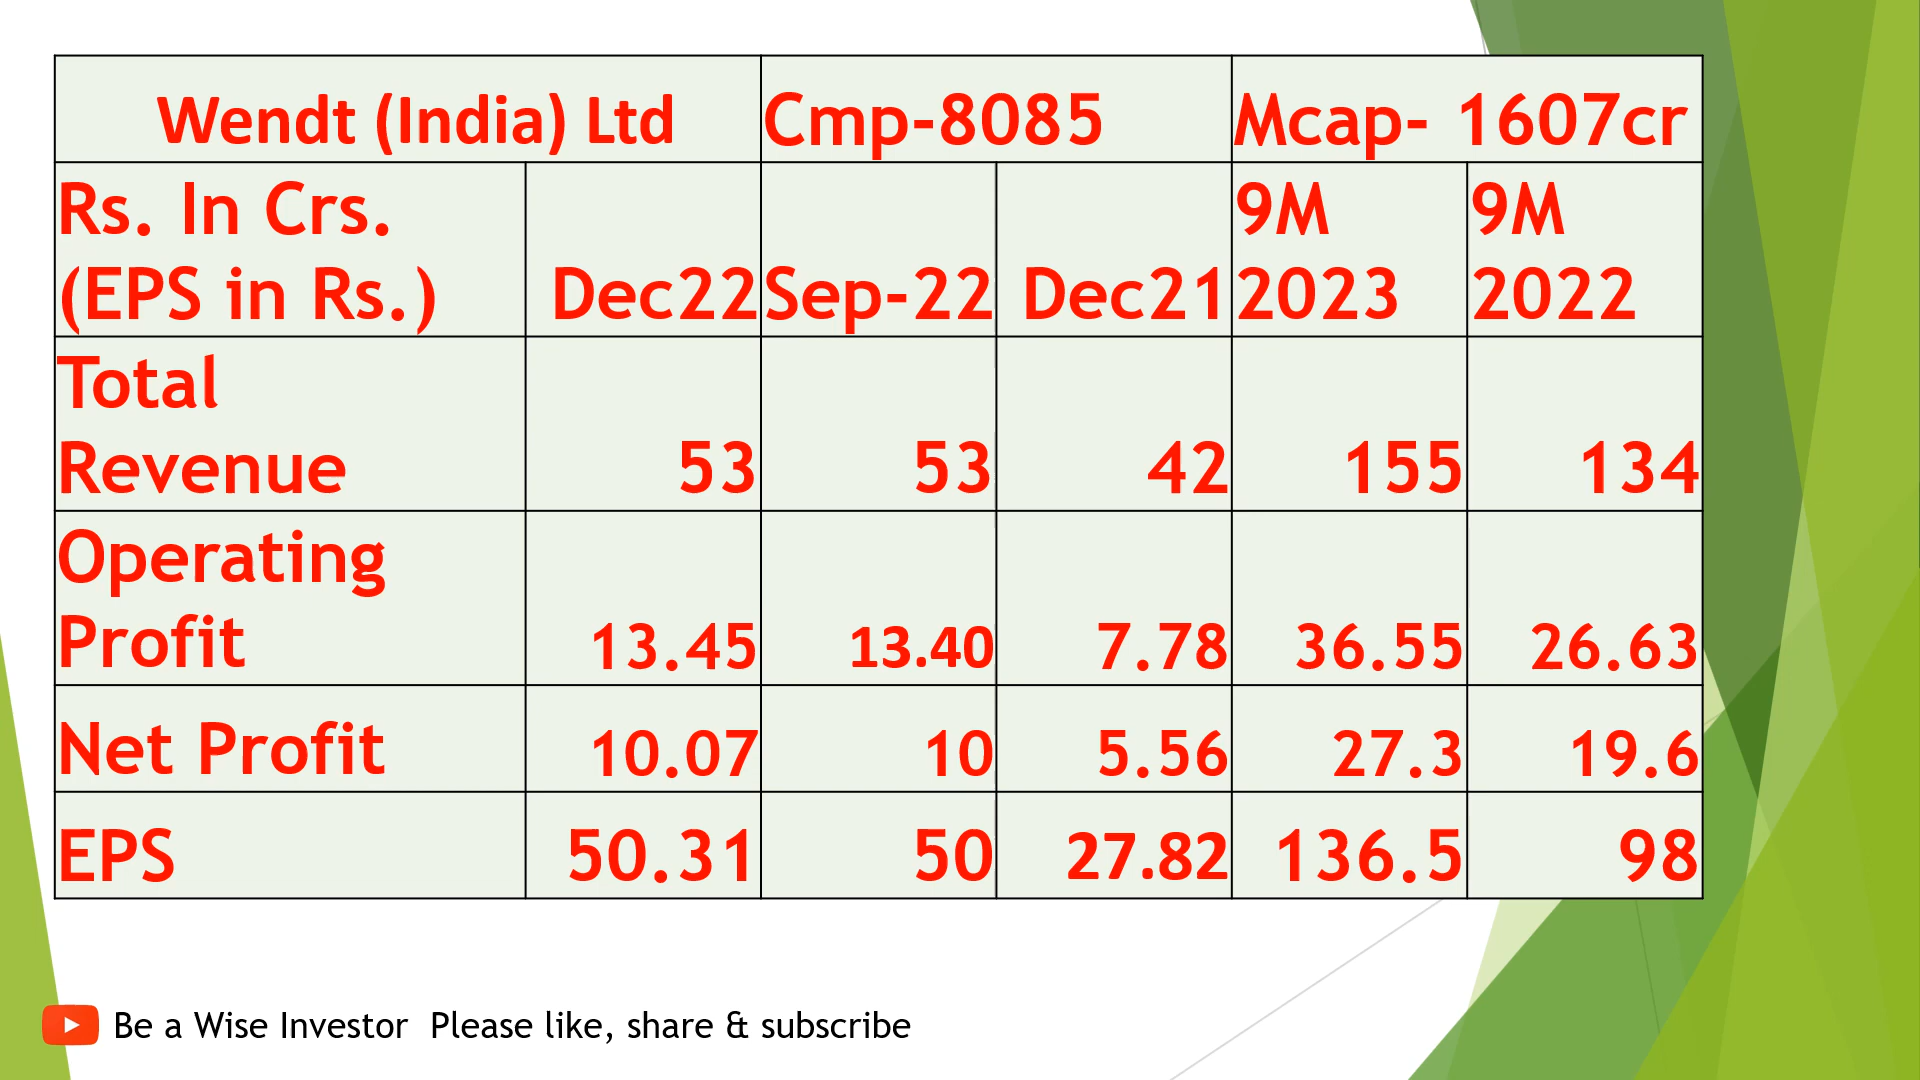 Wendt (India) Ltd Cmp-8085 Mcap- 1607cr
Rs. In Crs. (EPS in Rs.) Dec22 Sep-22 Dec21 9M 2023 9M 2022
Total Revenue 53 53 42 155 134
Operating Profit 13.45 13.40 7.78 36.55 26.63
Net Profit 10.07 10 5.56 27.3 19.6
EPS 50.31 50 27.82 136.5 98
Be a Wise Investor Please like, share & subscribe